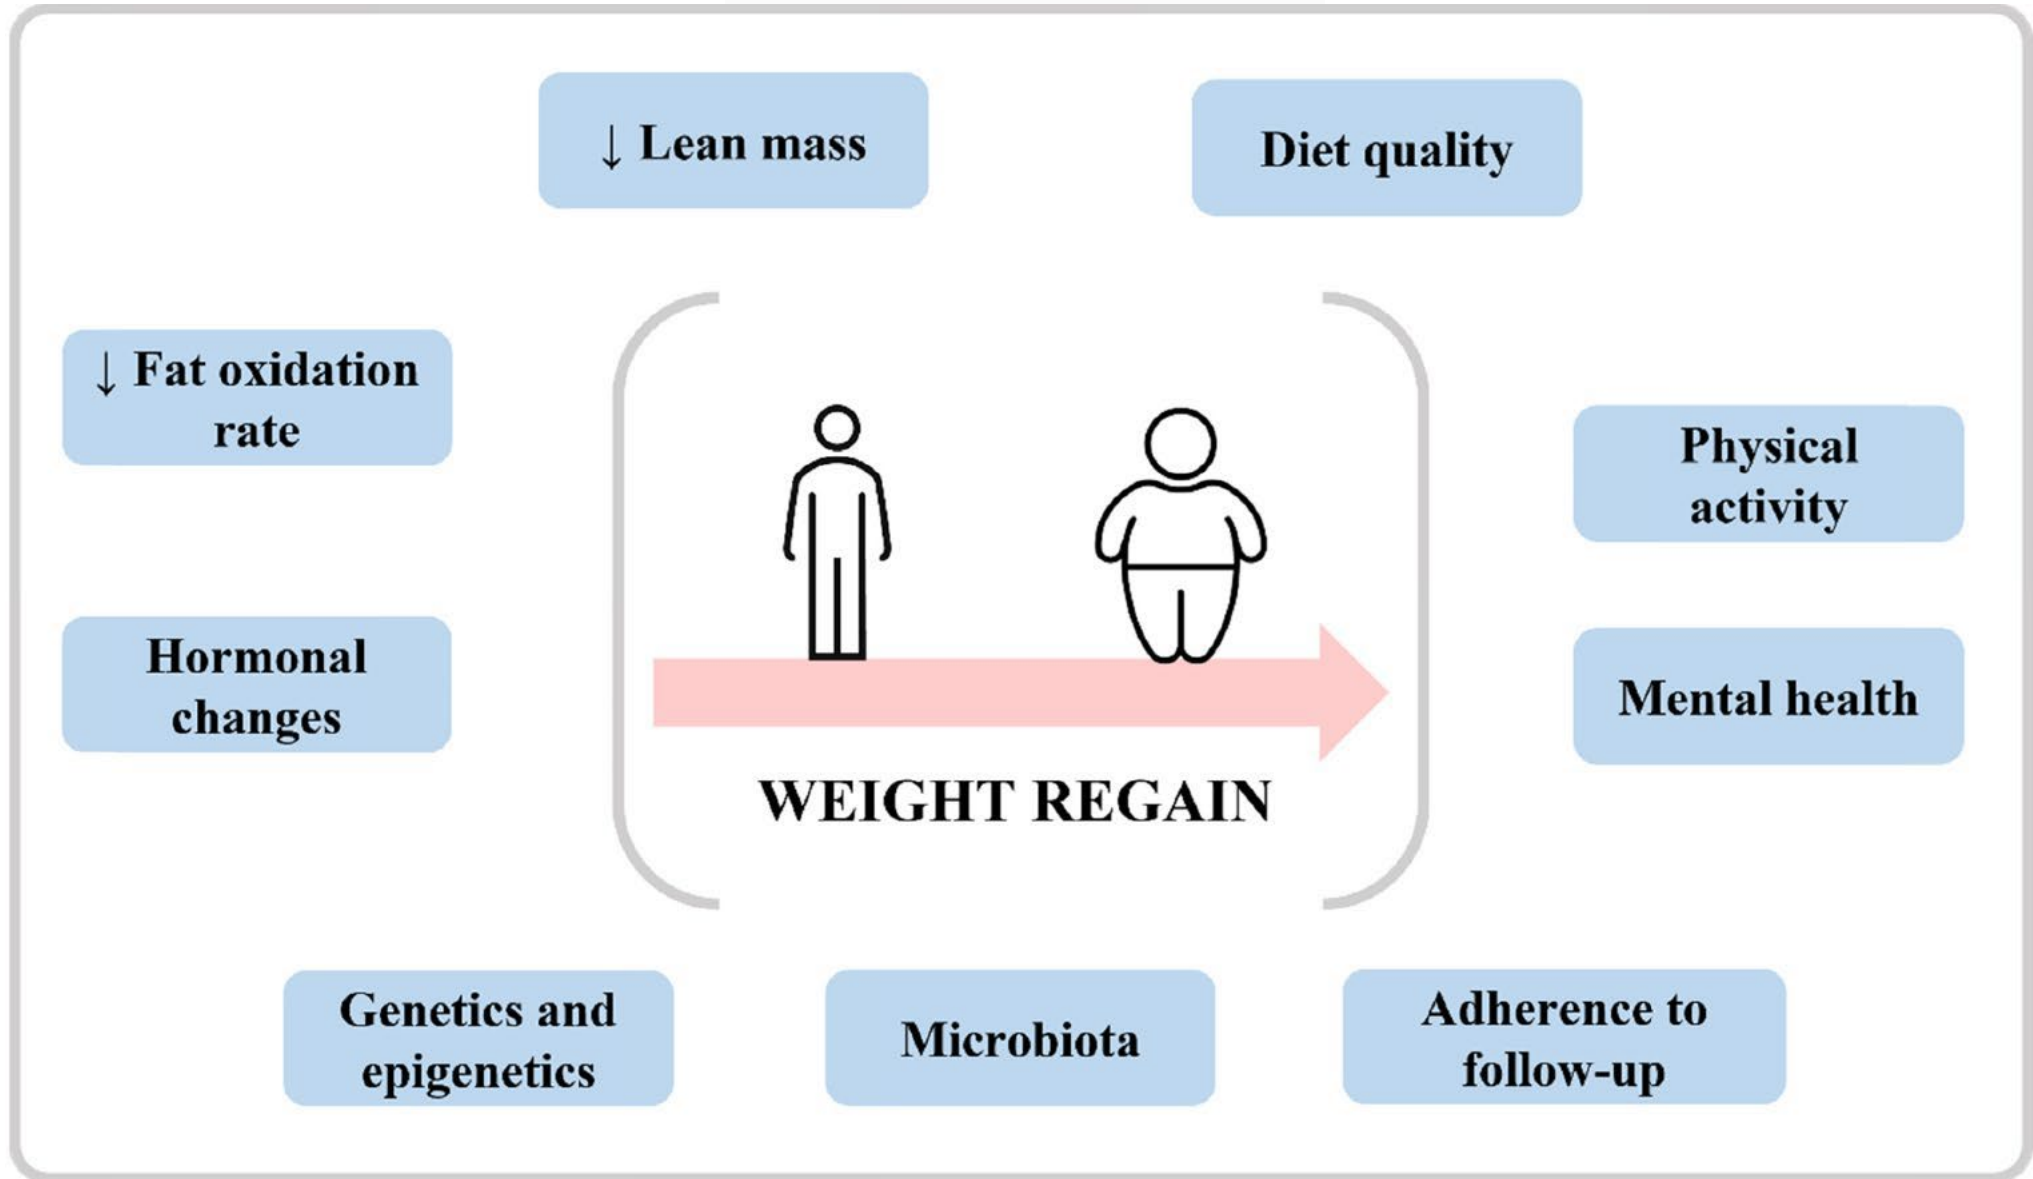 ↓ Lean mass
Diet quality
↓ Fat oxidation
rate
Physical
activity
Hormonal
changes
Mental health
WEIGHT REGAIN
Genetics and
epigenetics
Microbiota
Adherence to
follow-up